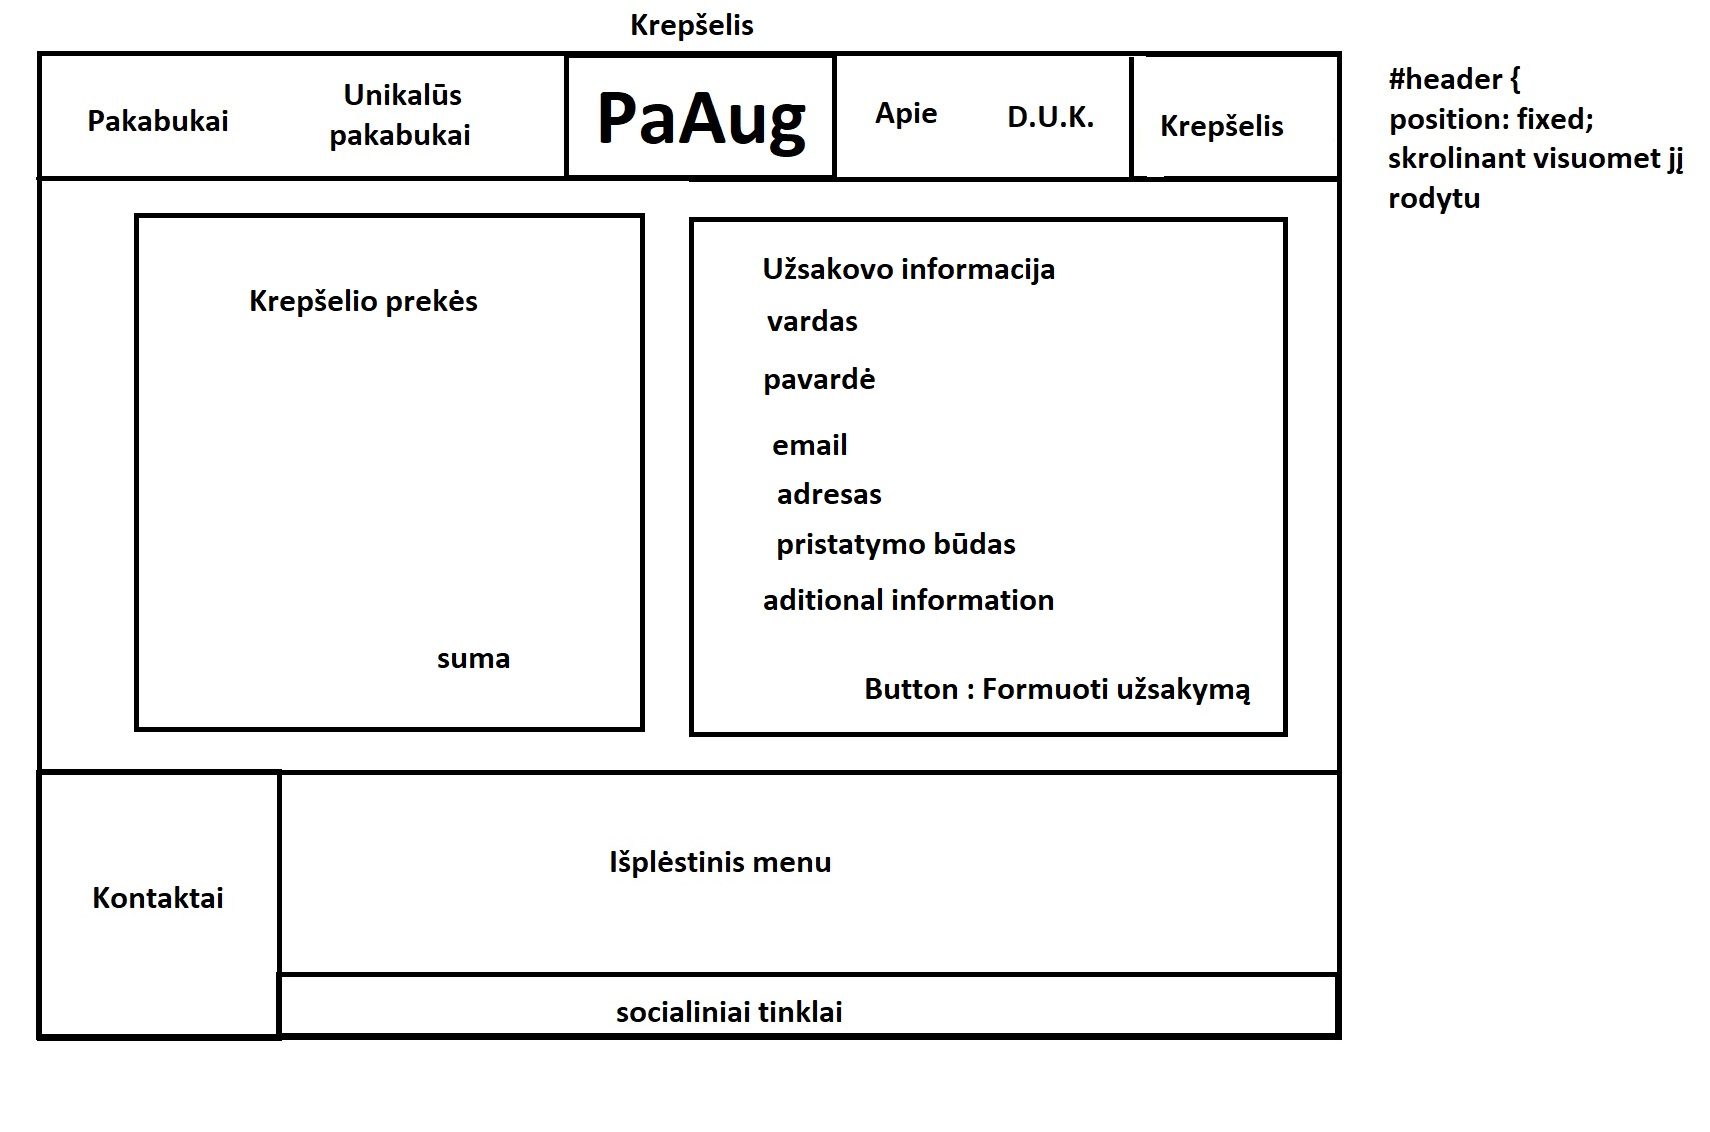 Krepšelis
Pakabukai
Unikalūs
pakabukai
PaAug
Apie
D.U.K.
Krepšelis
#header {
position: fixed;
skrolinant visuomet jį
rodytu
Krepšelio prekės
suma
Užsakovo informacija
vardas
pavardė
email
adresas
pristatymo būdas
aditional information
Button : Formuoti užsakymą
Kontaktai
Išplėstinis menu
socialiniai tinklai